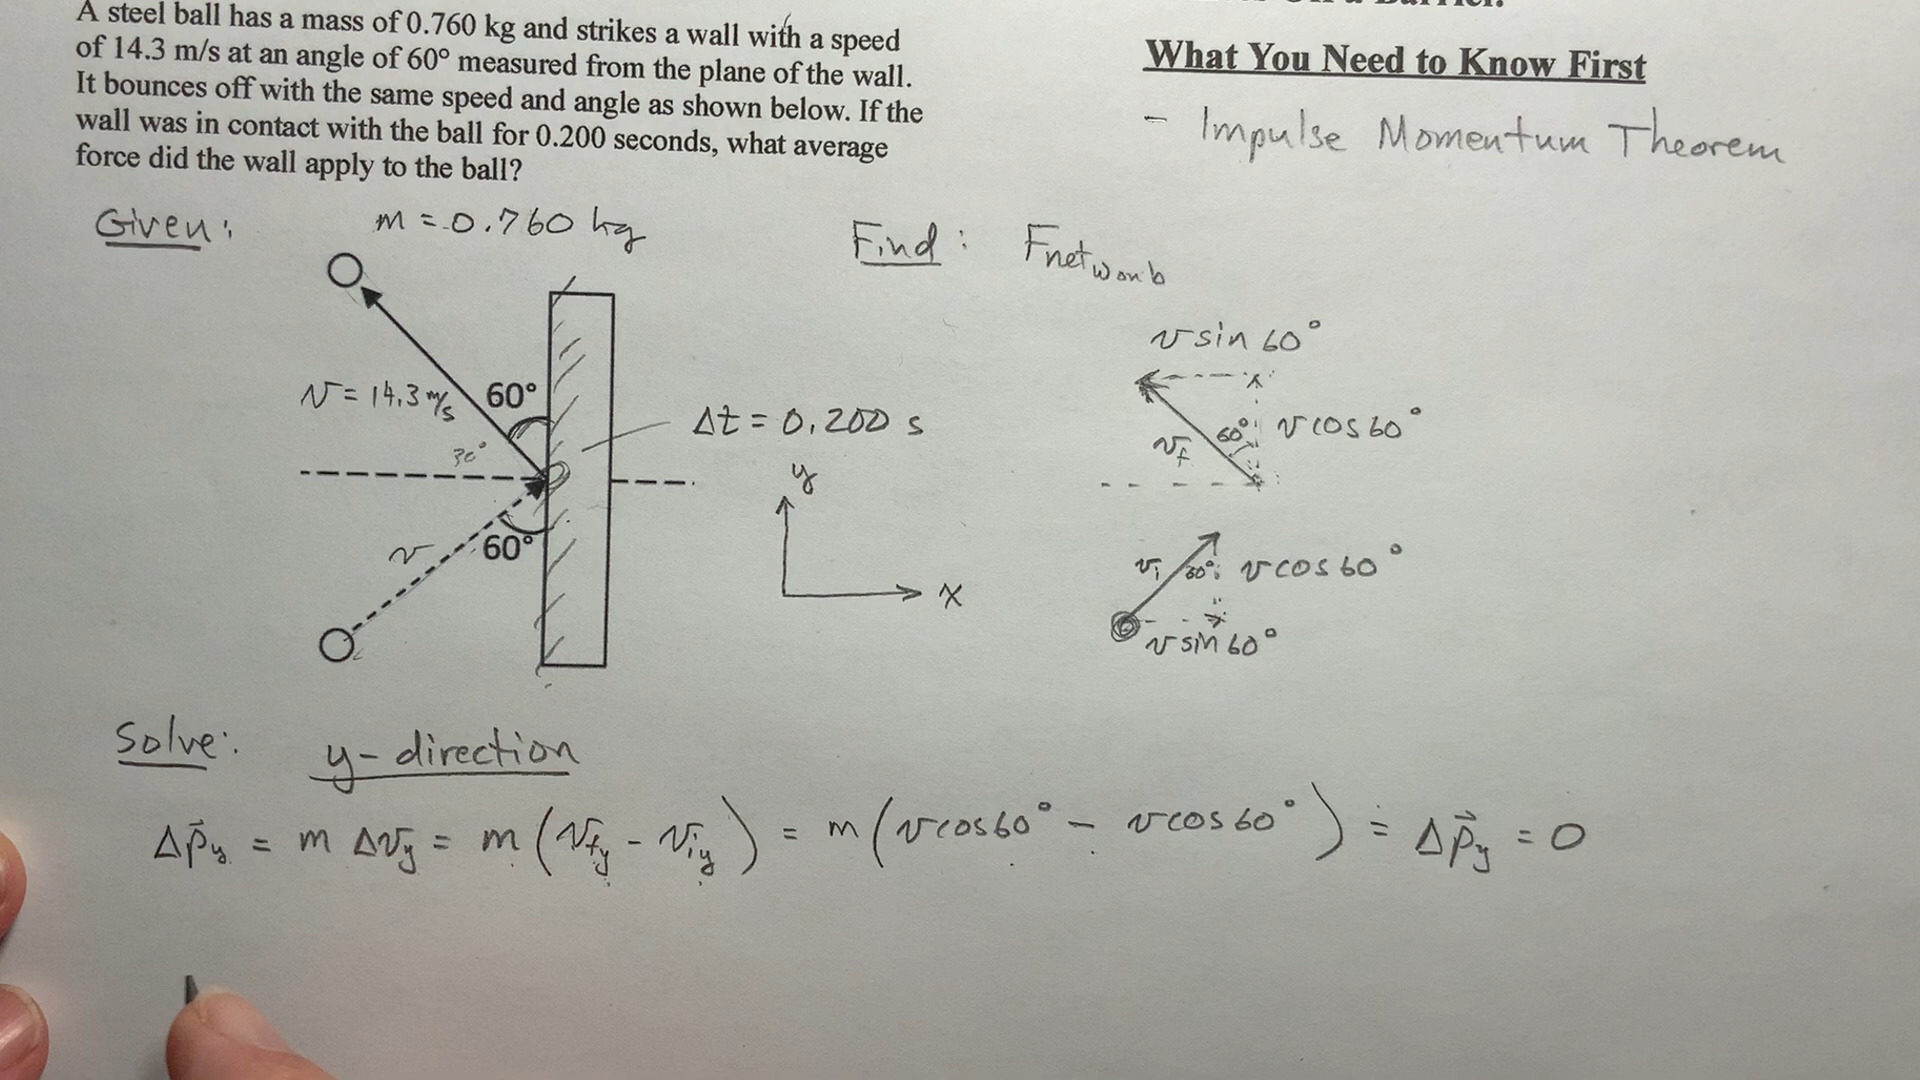 A steel ball has a mass of 0.760 kg and strikes a wall with a speed
of 14.3 m/s at an angle of 60° measured from the plane of the wall.
It bounces off with the same speed and angle as shown below. If the
wall was in contact with the ball for 0.200 seconds, what average
force did the wall apply to the ball?
What You Need to Know First
- Impulse Momentum Theorem
Given:
m = 0.760 kg
Find: Fnet w on b
v = 14.3 m/s
60°
30°
60°
v
Δt = 0.200 s
y
x
v sin 60°
60°
v cos 60°
vf
vi
60°
v cos 60°
v sin 60°
Solve: y-direction
Δp⃗y = m Δvy = m (vfy - viy) = m (v cos 60° - v cos 60°) = Δp⃗y = 0